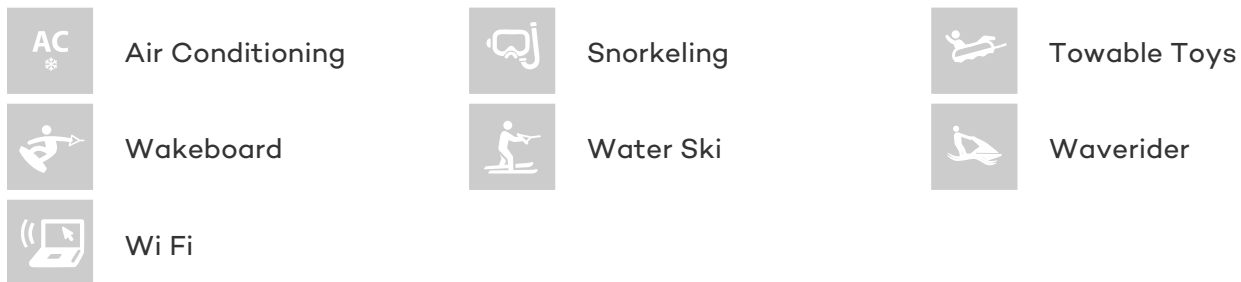 AC
Air Conditioning
Snorkeling
Towable Toys
Wakeboard
Water Ski
Waverider
Wi Fi